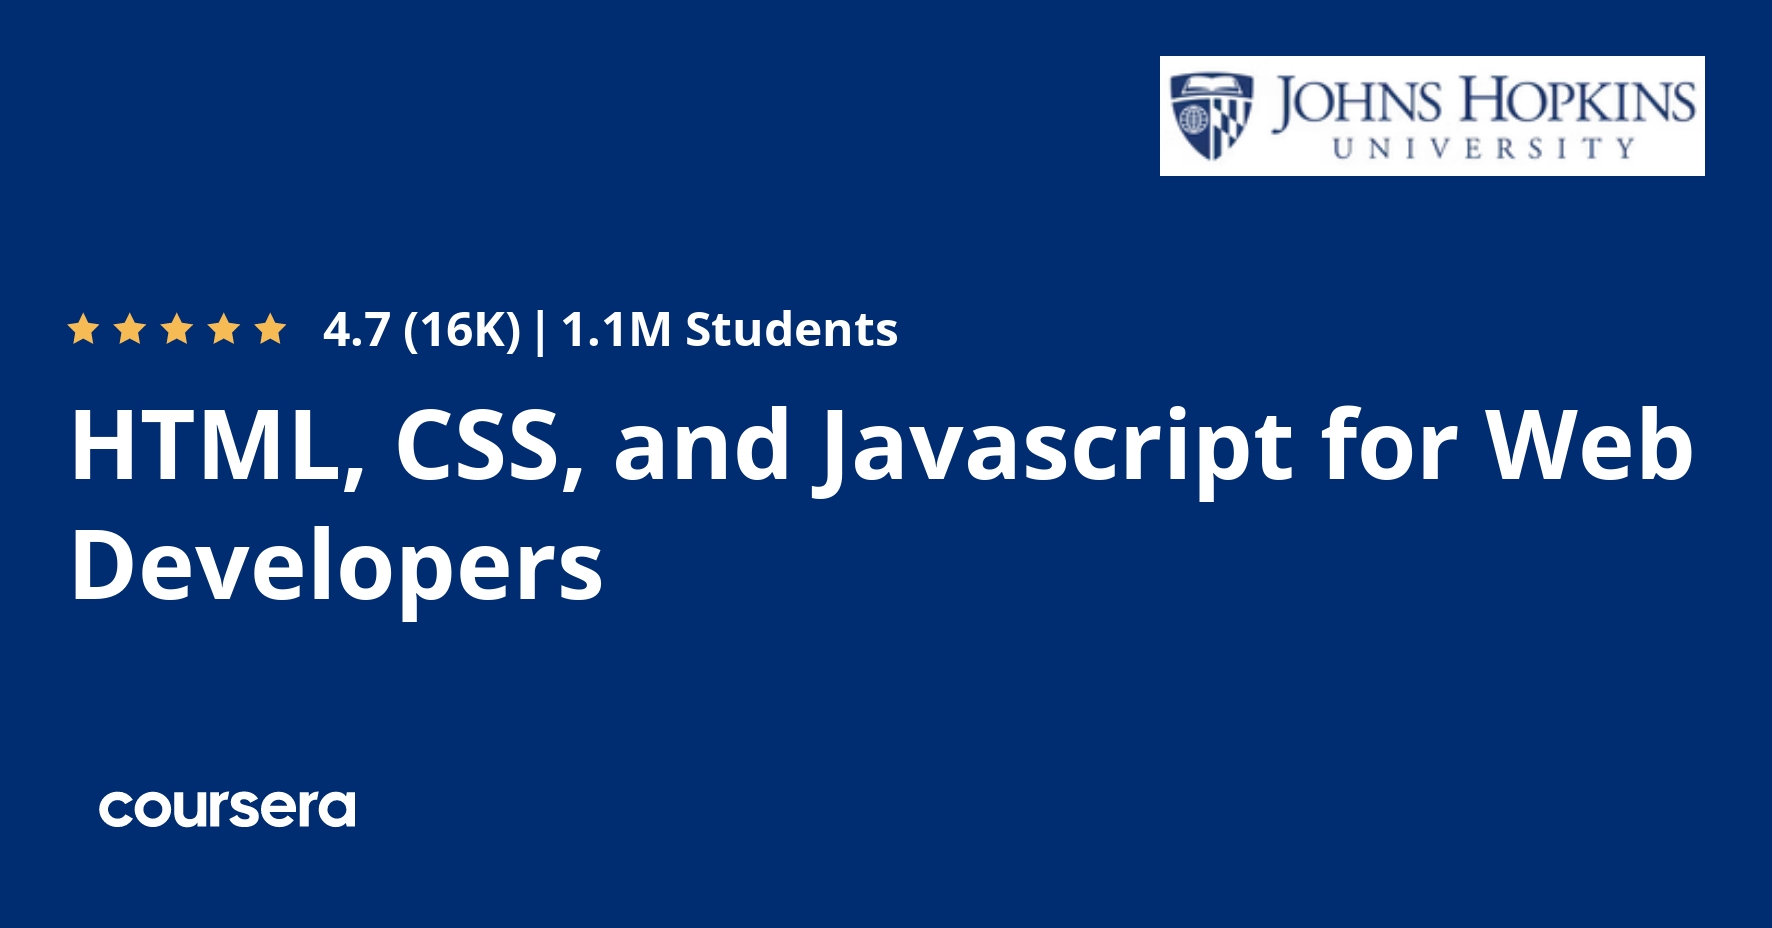 JOHNS HOPKINS
UNIVERSITY
4.7 (16K) | 1.1M Students
HTML, CSS, and Javascript for Web
Developers
coursera